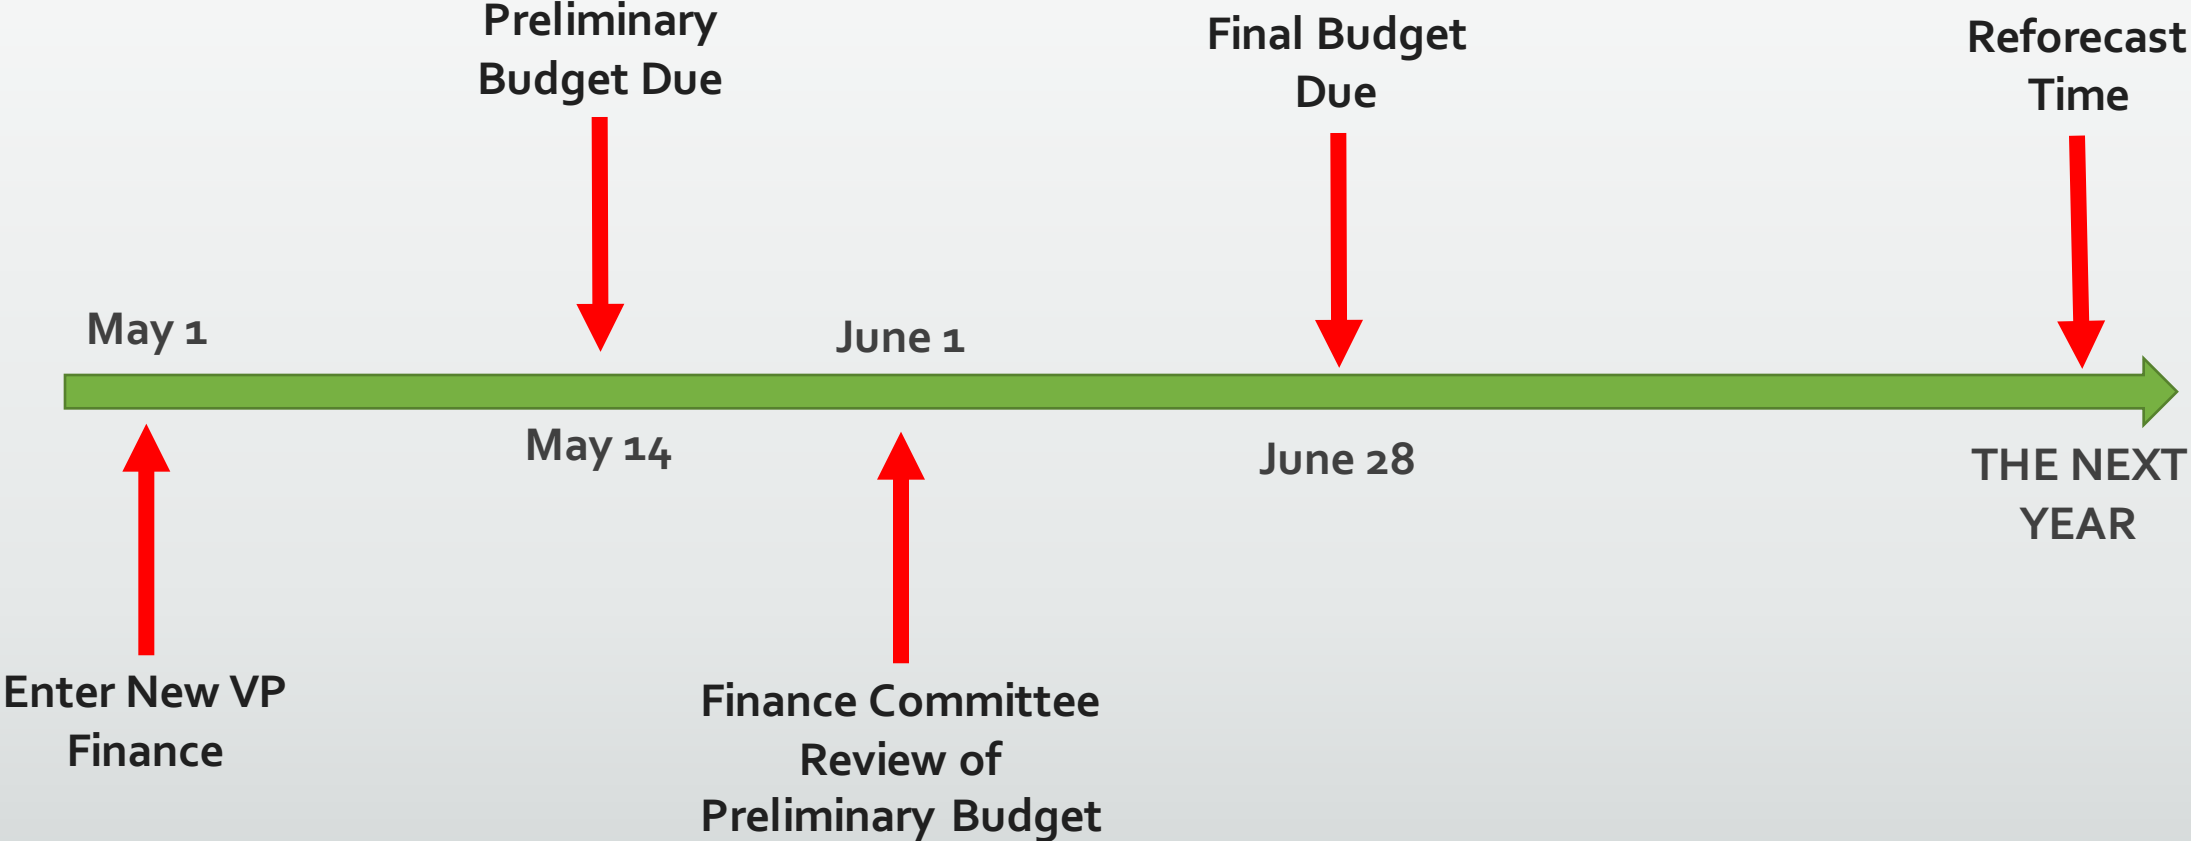 Preliminary
Budget Due
Final Budget
Due
Reforecast
Time
May 1
June 1
May 14
June 28
THE NEXT
YEAR
Enter New VP
Finance
Finance Committee
Review of
Preliminary Budget